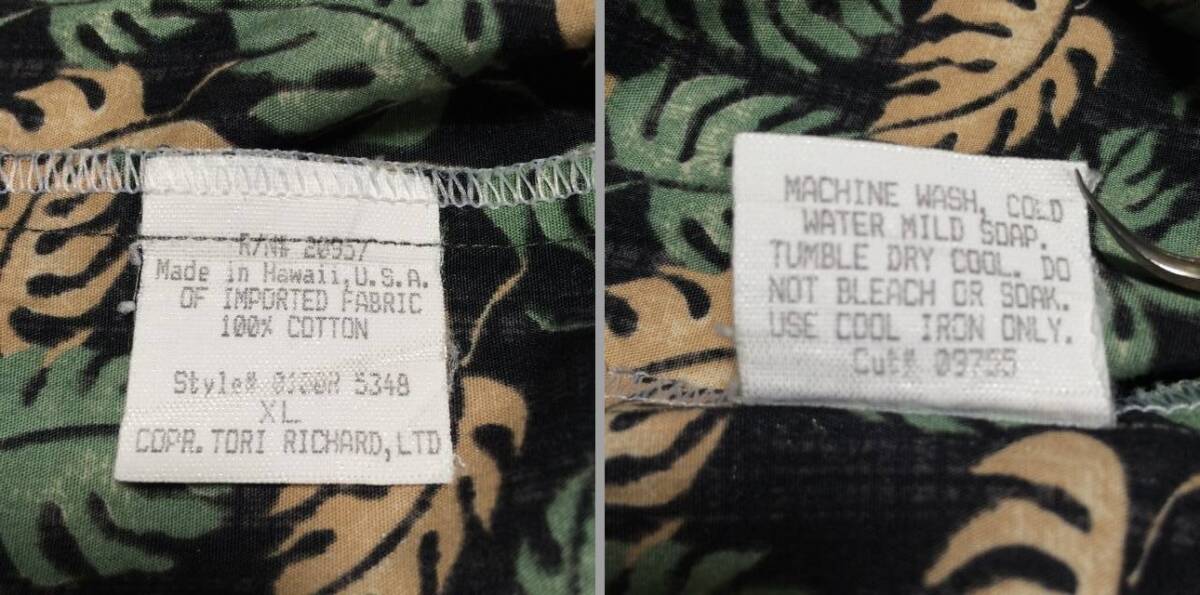 R/N# 20957
Made in Hawaii,U.S.A.
OF IMPORTED FABRIC
100% COTTON
Style# 0100R 5348
XL
COPR.TORI RICHARD,LTD
MACHINE WASH, COLD
WATER MILD SOAP.
TUMBLE DRY COOL. DO
NOT BLEACH OR SOAK.
USE COOL IRON ONLY.
Cut# 09755